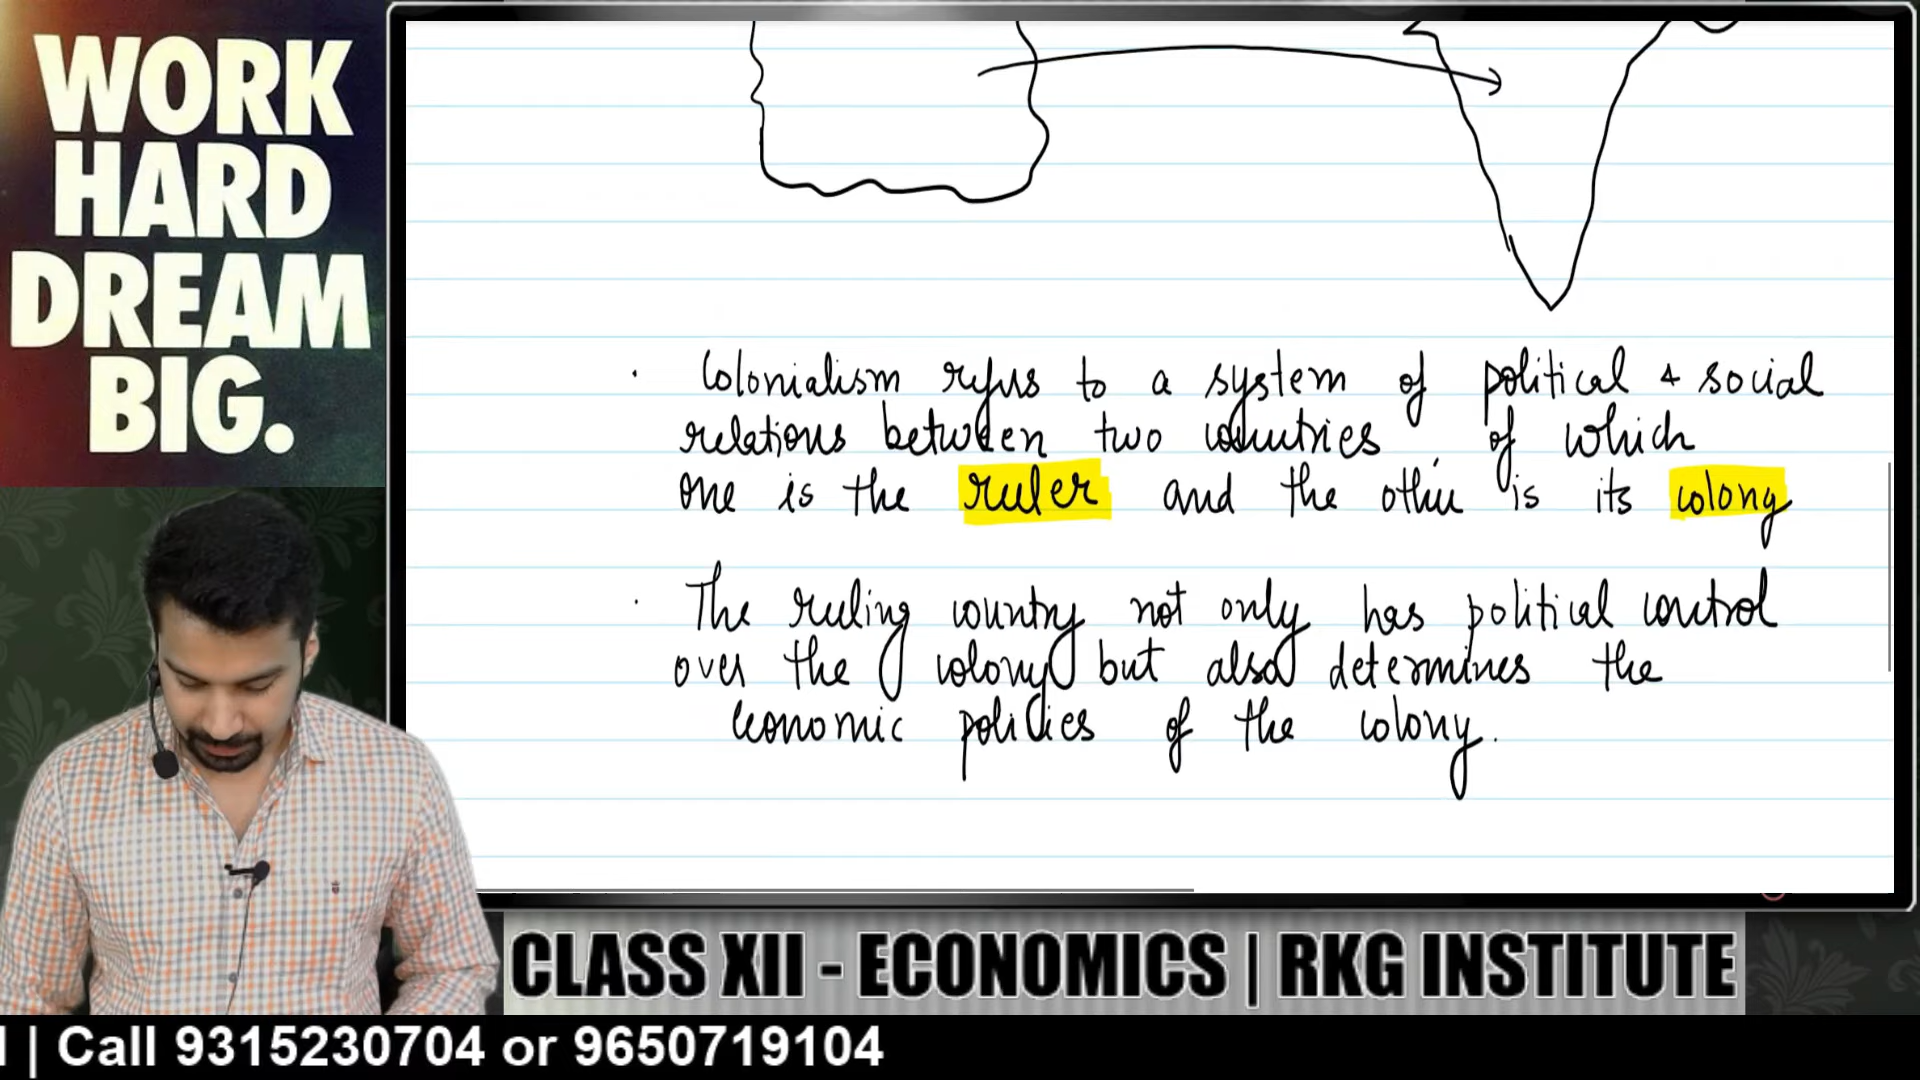 WORK
HARD
DREAM
BIG.
. Colonialism refers to a system of political & social
relations between two countries of which
one is the ruler and the other is its colony
. The ruling country not only has political control
over the colony but also determines the
economic policies of the colony.
CLASS XII - ECONOMICS | RKG INSTITUTE
| Call 9315230704 or 9650719104